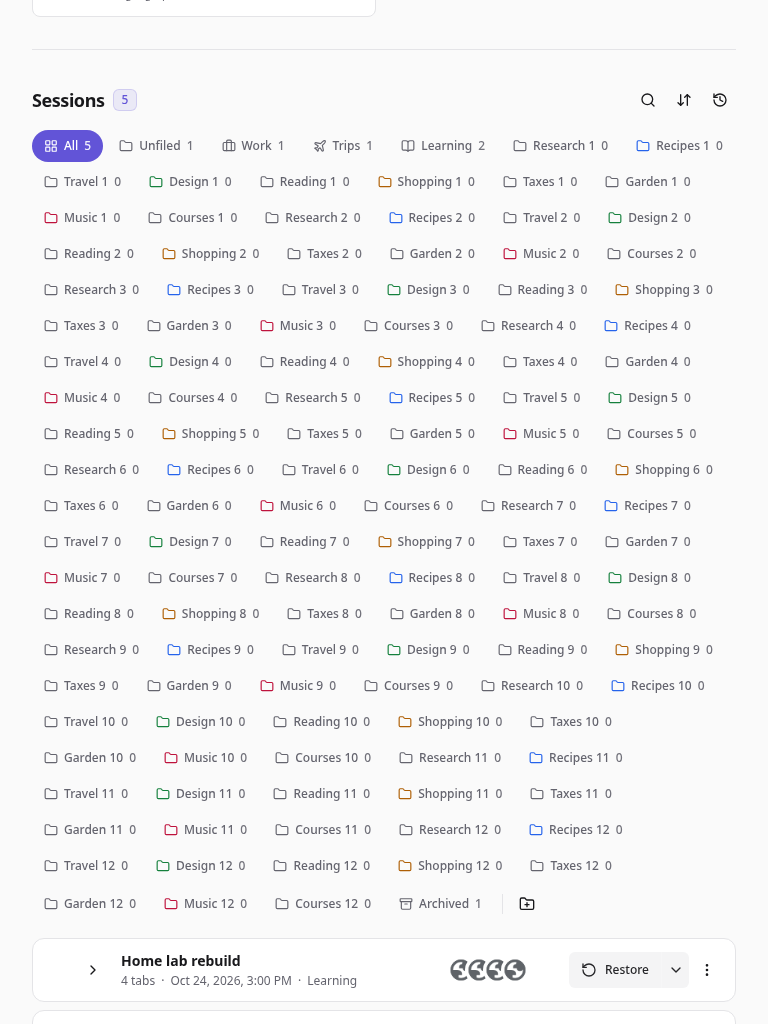 Sessions 5
All 5 Unfiled 1 Work 1 Trips 1 Learning 2 Research 1 0 Recipes 1 0
Travel 1 0 Design 1 0 Reading 1 0 Shopping 1 0 Taxes 1 0 Garden 1 0
Music 1 0 Courses 1 0 Research 2 0 Recipes 2 0 Travel 2 0 Design 2 0
Reading 2 0 Shopping 2 0 Taxes 2 0 Garden 2 0 Music 2 0 Courses 2 0
Research 3 0 Recipes 3 0 Travel 3 0 Design 3 0 Reading 3 0 Shopping 3 0
Taxes 3 0 Garden 3 0 Music 3 0 Courses 3 0 Research 4 0 Recipes 4 0
Travel 4 0 Design 4 0 Reading 4 0 Shopping 4 0 Taxes 4 0 Garden 4 0
Music 4 0 Courses 4 0 Research 5 0 Recipes 5 0 Travel 5 0 Design 5 0
Reading 5 0 Shopping 5 0 Taxes 5 0 Garden 5 0 Music 5 0 Courses 5 0
Research 6 0 Recipes 6 0 Travel 6 0 Design 6 0 Reading 6 0 Shopping 6 0
Taxes 6 0 Garden 6 0 Music 6 0 Courses 6 0 Research 7 0 Recipes 7 0
Travel 7 0 Design 7 0 Reading 7 0 Shopping 7 0 Taxes 7 0 Garden 7 0
Music 7 0 Courses 7 0 Research 8 0 Recipes 8 0 Travel 8 0 Design 8 0
Reading 8 0 Shopping 8 0 Taxes 8 0 Garden 8 0 Music 8 0 Courses 8 0
Research 9 0 Recipes 9 0 Travel 9 0 Design 9 0 Reading 9 0 Shopping 9 0
Taxes 9 0 Garden 9 0 Music 9 0 Courses 9 0 Research 10 0 Recipes 10 0
Travel 10 0 Design 10 0 Reading 10 0 Shopping 10 0 Taxes 10 0
Garden 10 0 Music 10 0 Courses 10 0 Research 11 0 Recipes 11 0
Travel 11 0 Design 11 0 Reading 11 0 Shopping 11 0 Taxes 11 0
Garden 11 0 Music 11 0 Courses 11 0 Research 12 0 Recipes 12 0
Travel 12 0 Design 12 0 Reading 12 0 Shopping 12 0 Taxes 12 0
Garden 12 0 Music 12 0 Courses 12 0 Archived 1
Home lab rebuild
4 tabs · Oct 24, 2026, 3:00 PM · Learning
Restore